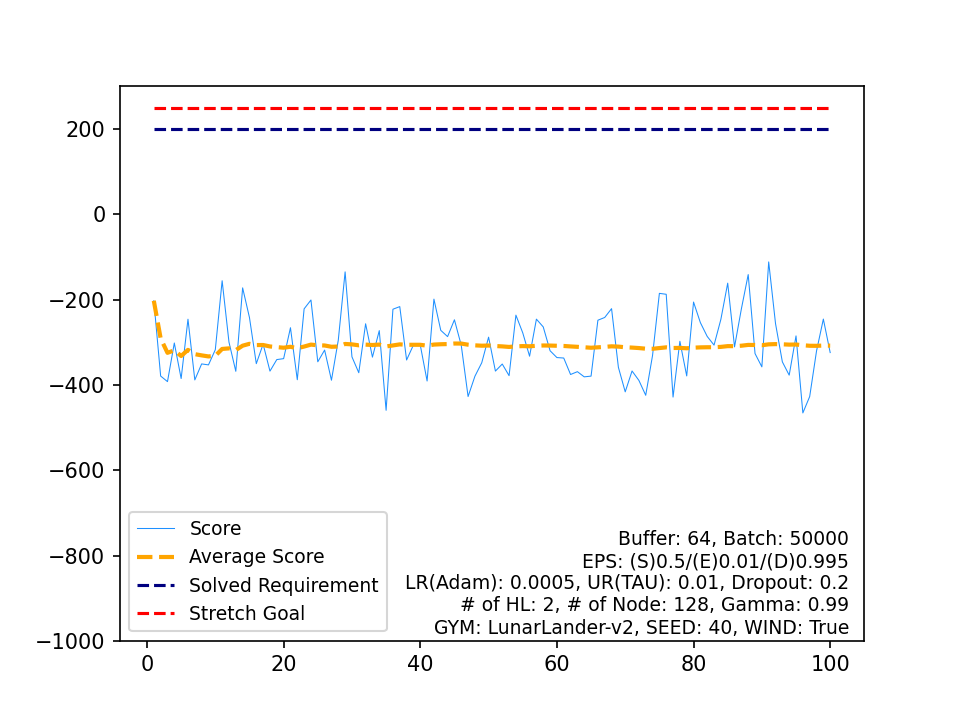 200
0
−200
−400
−600
−800
−1000
0
20
40
60
80
100
Score
Average Score
Solved Requirement
Stretch Goal
Buffer: 64, Batch: 50000
EPS: (S)0.5/(E)0.01/(D)0.995
LR(Adam): 0.0005, UR(TAU): 0.01, Dropout: 0.2
# of HL: 2, # of Node: 128, Gamma: 0.99
GYM: LunarLander-v2, SEED: 40, WIND: True